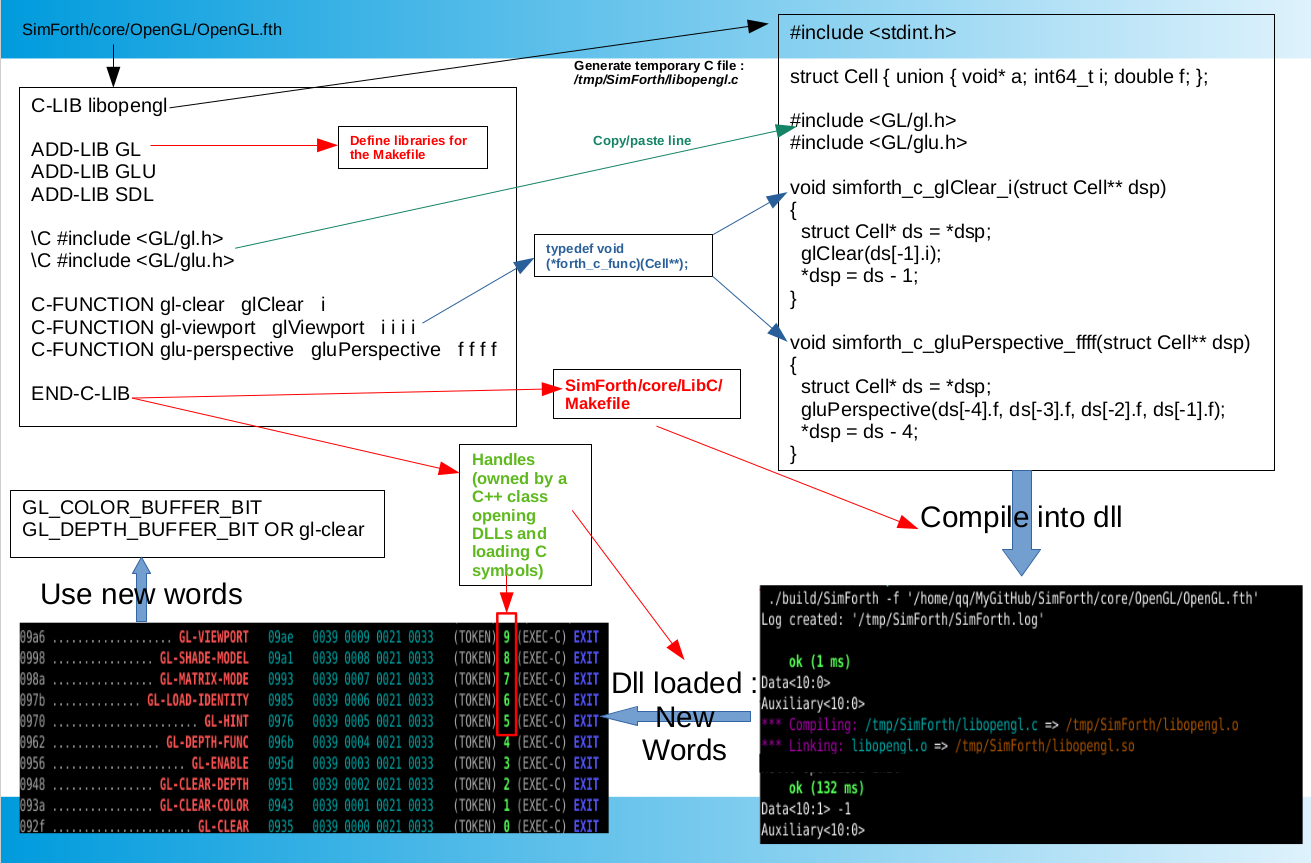 SimForth/core/OpenGL/OpenGL.fth
C-LIB libopengl
ADD-LIB GL
ADD-LIB GLU
ADD-LIB SDL
\C #include <GL/gl.h>
\C #include <GL/glu.h>
C-FUNCTION gl-clear glClear i
C-FUNCTION gl-viewport glViewport i i i i
C-FUNCTION glu-perspective gluPerspective f f f f
END-C-LIB
Define libraries for
the Makefile
Generate temporary C file :
/tmp/SimForth/libopengl.c
Copy/paste line
typedef void
(*forth_c_func)(Cell**);
#include <stdint.h>
struct Cell { union { void* a; int64_t i; double f; };
#include <GL/gl.h>
#include <GL/glu.h>
void simforth_c_glClear_i(struct Cell** dsp)
{
struct Cell* ds = *dsp;
glClear(ds[-1].i);
*dsp = ds - 1;
}
void simforth_c_gluPerspective_ffff(struct Cell** dsp)
{
struct Cell* ds = *dsp;
gluPerspective(ds[-4].f, ds[-3].f, ds[-2].f, ds[-1].f);
*dsp = ds - 4;
}
SimForth/core/LibC/
Makefile
Handles
(owned by a
C++ class
opening
DLLs and
loading C
symbols)
Compile into dll
./build/SimForth -f '/home/qq/MyGitHub/SimForth/core/OpenGL/OpenGL.fth'
Log created: '/tmp/SimForth/SimForth.log'
ok (1 ms)
Data<10:0>
Auxiliary<10:0>
*** Compiling: /tmp/SimForth/libopengl.c => /tmp/SimForth/libopengl.o
*** Linking: libopengl.o => /tmp/SimForth/libopengl.so
ok (132 ms)
Data<10:1> -1
Auxiliary<10:0>
Dll loaded :
New
Words
09a6 ................... GL-VIEWPORT 09ae 0039 0009 0021 0033 (TOKEN) 9 (EXEC-C) EXIT
0998 ................ GL-SHADE-MODEL 09a1 0039 0008 0021 0033 (TOKEN) 8 (EXEC-C) EXIT
098a ................ GL-MATRIX-MODE 0993 0039 0007 0021 0033 (TOKEN) 7 (EXEC-C) EXIT
097b .............. GL-LOAD-IDENTITY 0985 0039 0006 0021 0033 (TOKEN) 6 (EXEC-C) EXIT
0970 ....................... GL-HINT 0976 0039 0005 0021 0033 (TOKEN) 5 (EXEC-C) EXIT
0962 ................. GL-DEPTH-FUNC 096b 0039 0004 0021 0033 (TOKEN) 4 (EXEC-C) EXIT
0956 ..................... GL-ENABLE 095d 0039 0003 0021 0033 (TOKEN) 3 (EXEC-C) EXIT
0948 ................ GL-CLEAR-DEPTH 0951 0039 0002 0021 0033 (TOKEN) 2 (EXEC-C) EXIT
093a ................ GL-CLEAR-COLOR 0943 0039 0001 0021 0033 (TOKEN) 1 (EXEC-C) EXIT
092f ...................... GL-CLEAR 0935 0039 0000 0021 0033 (TOKEN) 0 (EXEC-C) EXIT
Use new words
GL_COLOR_BUFFER_BIT
GL_DEPTH_BUFFER_BIT OR gl-clear